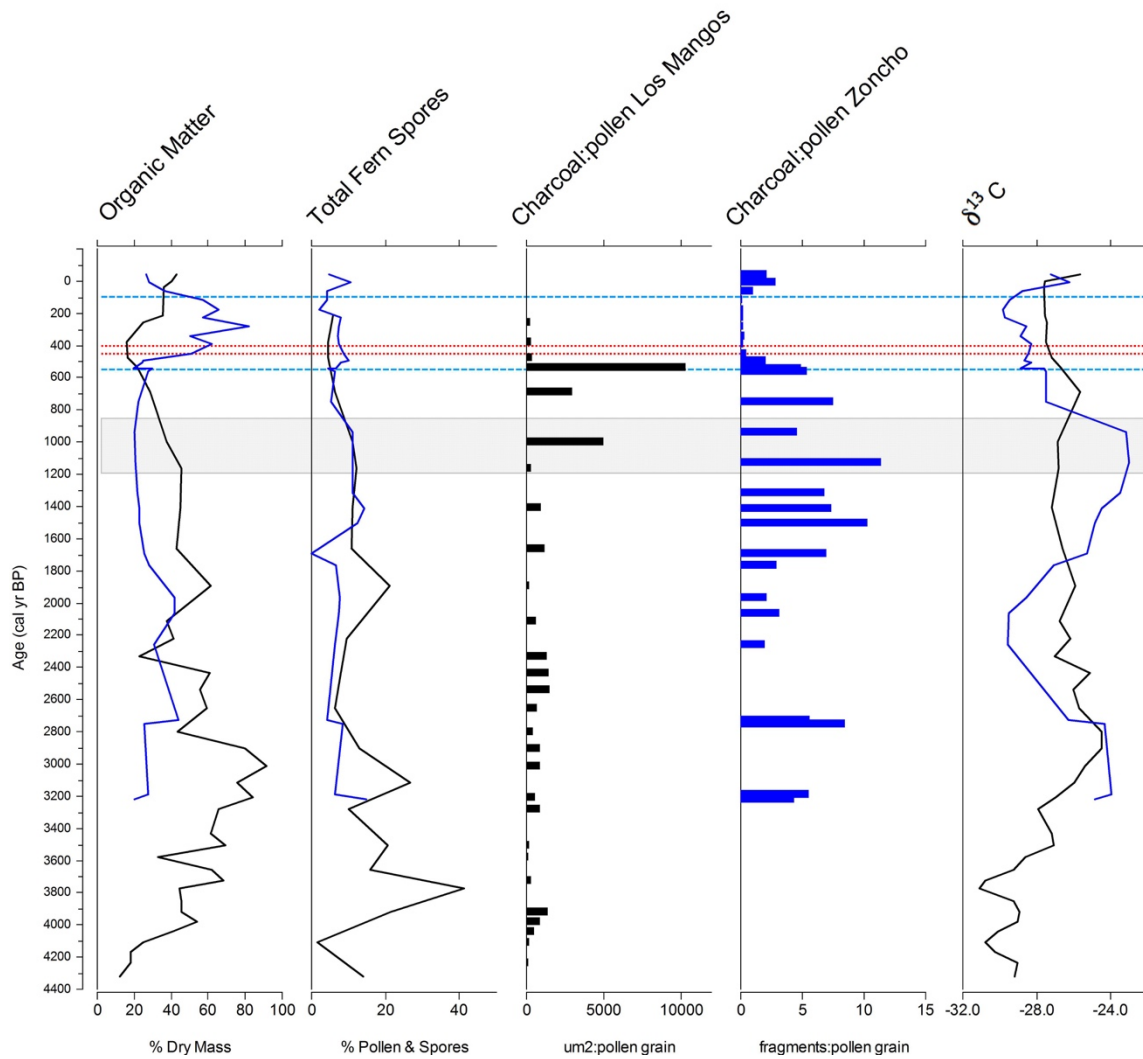 Organic Matter
Total Fern Spores
Charcoal:pollen Los Mangos
Charcoal:pollen Zoncho
δ13 C
Age (cal yr BP)
0
200
400
600
800
1000
1200
1400
1600
1800
2000
2200
2400
2600
2800
3000
3200
3400
3600
3800
4000
4200
4400
0 20 40 60 80 100
0 20 40
0 5000 10000
0 5 10 15
-32.0 -28.0 -24.0
% Dry Mass
% Pollen & Spores
um2:pollen grain
fragments:pollen grain